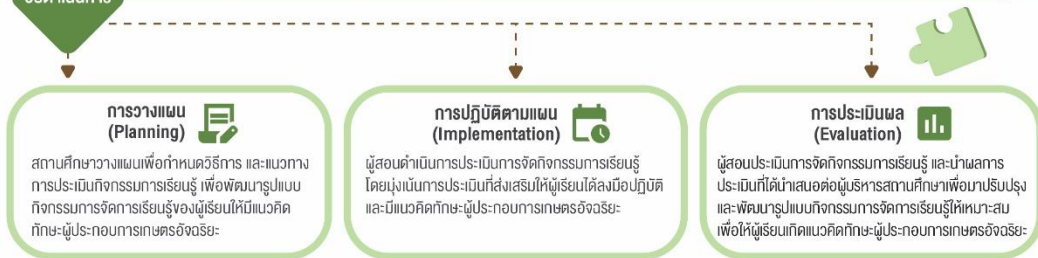 การวางแผน
(Planning)
สถานศึกษาวางแผนเพื่อกำหนดวิธีการ และแนวทาง
การประเมินกิจกรรมการเรียนรู้ เพื่อพัฒนารูปแบบ
กิจกรรมการจัดการเรียนรู้ของผู้เรียนให้มีแนวคิด
ทักษะผู้ประกอบการเกษตรอัจฉริยะ
การปฏิบัติตามแผน
(Implementation)
ผู้สอนดำเนินการประเมินการจัดกิจกรรมการเรียนรู้
โดยมุ่งเน้นการประเมินที่ส่งเสริมให้ผู้เรียนได้ลงมือปฏิบัติ
และมีแนวคิดทักษะผู้ประกอบการเกษตรอัจฉริยะ
การประเมินผล
(Evaluation)
ผู้สอนประเมินการจัดกิจกรรมการเรียนรู้ และนำผลการ
ประเมินที่ได้นำเสนอต่อผู้บริหารสถานศึกษาเพื่อมาปรับปรุง
และพัฒนารูปแบบกิจกรรมการจัดการเรียนรู้ให้เหมาะสม
เพื่อให้ผู้เรียนเกิดแนวคิดทักษะผู้ประกอบการเกษตรอัจฉริยะ